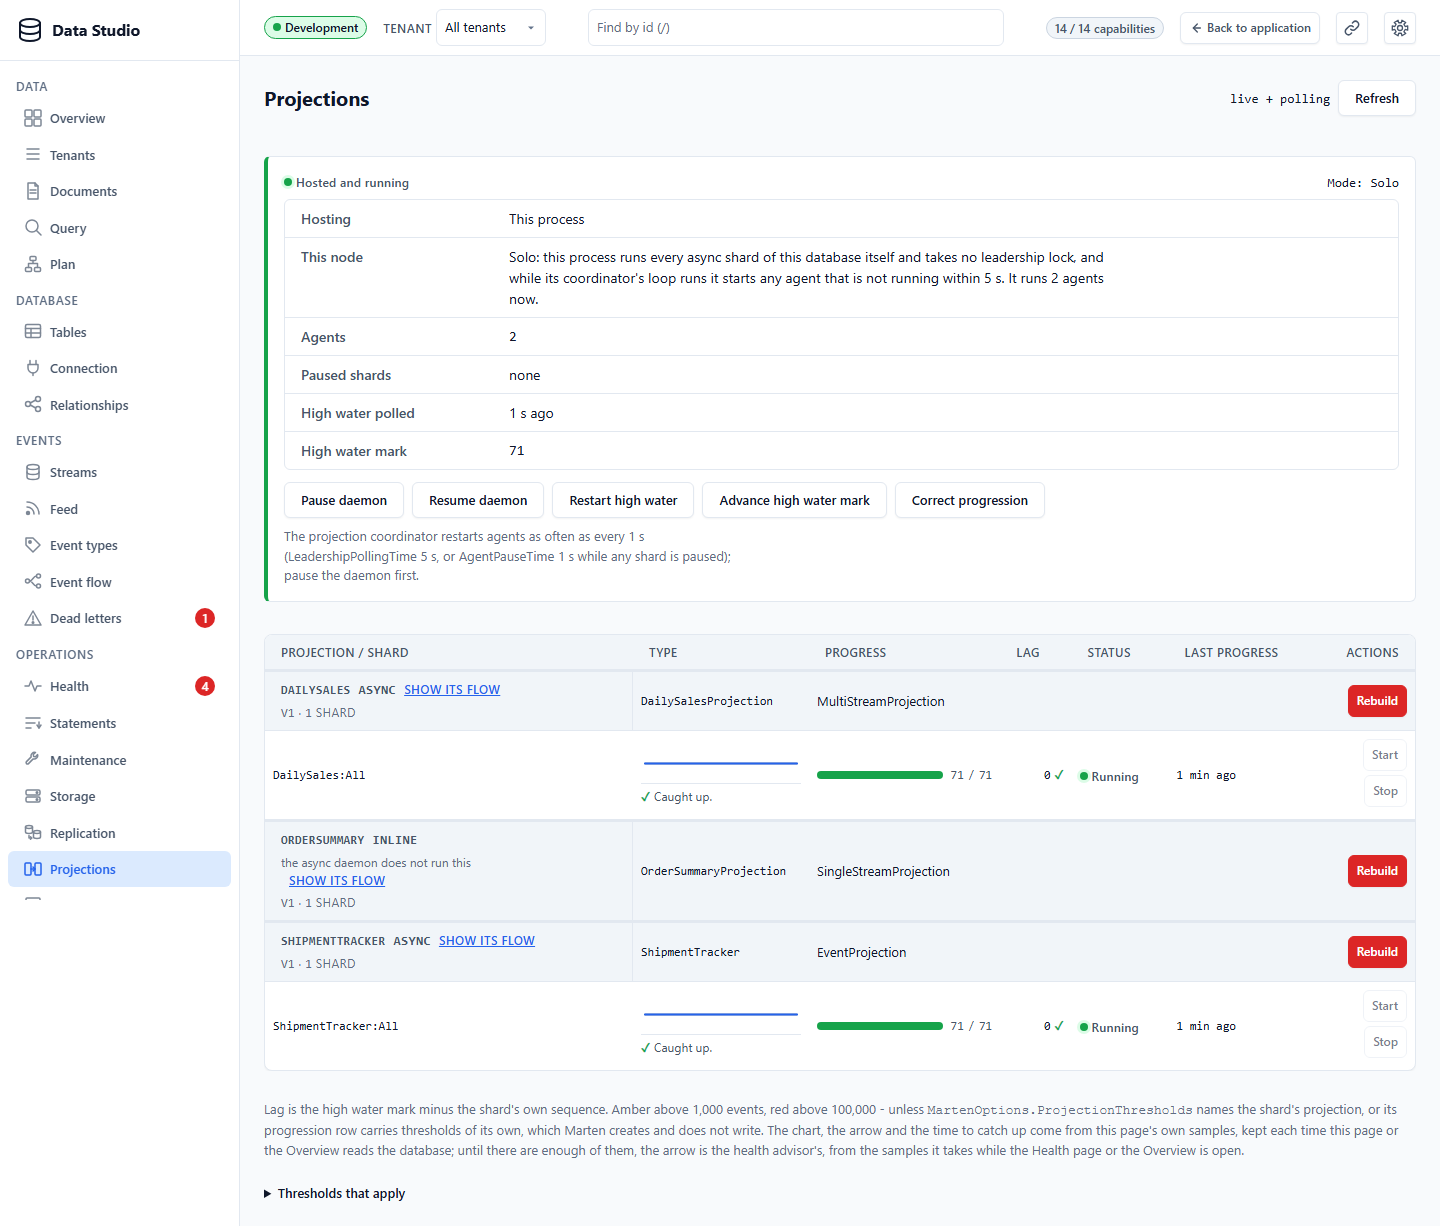 Data Studio
Development
TENANT
All tenants
Find by id (/)
14 / 14 capabilities
← Back to application
DATA
Overview
Tenants
Documents
Query
Plan
DATABASE
Tables
Connection
Relationships
EVENTS
Streams
Feed
Event types
Event flow
Dead letters 1
OPERATIONS
Health 4
Statements
Maintenance
Storage
Replication
Projections
Projections
live + polling
Refresh
Hosted and running
Mode: Solo
Hosting This process
This node Solo: this process runs every async shard of this database itself and takes no leadership lock, and
while its coordinator's loop runs it starts any agent that is not running within 5 s. It runs 2 agents
now.
Agents 2
Paused shards none
High water polled 1 s ago
High water mark 71
Pause daemon Resume daemon Restart high water Advance high water mark Correct progression
The projection coordinator restarts agents as often as every 1 s
(LeadershipPollingTime 5 s, or AgentPauseTime 1 s while any shard is paused);
pause the daemon first.
PROJECTION / SHARD TYPE PROGRESS LAG STATUS LAST PROGRESS ACTIONS
DAILYSALES ASYNC SHOW ITS FLOW
V1 · 1 SHARD
DailySalesProjection MultiStreamProjection Rebuild
DailySales:All
✓ Caught up.
71 / 71 0 ✓ Running 1 min ago
Start
Stop
ORDERSUMMARY INLINE
the async daemon does not run this
SHOW ITS FLOW
V1 · 1 SHARD
OrderSummaryProjection SingleStreamProjection Rebuild
SHIPMENTTRACKER ASYNC SHOW ITS FLOW
V1 · 1 SHARD
ShipmentTracker EventProjection Rebuild
ShipmentTracker:All
✓ Caught up.
71 / 71 0 ✓ Running 1 min ago
Start
Stop
Lag is the high water mark minus the shard's own sequence. Amber above 1,000 events, red above 100,000 - unless MartenOptions.ProjectionThresholds names the shard's projection, or its
progression row carries thresholds of its own, which Marten creates and does not write. The chart, the arrow and the time to catch up come from this page's own samples, kept each time this page or
the Overview reads the database; until there are enough of them, the arrow is the health advisor's, from the samples it takes while the Health page or the Overview is open.
▶ Thresholds that apply